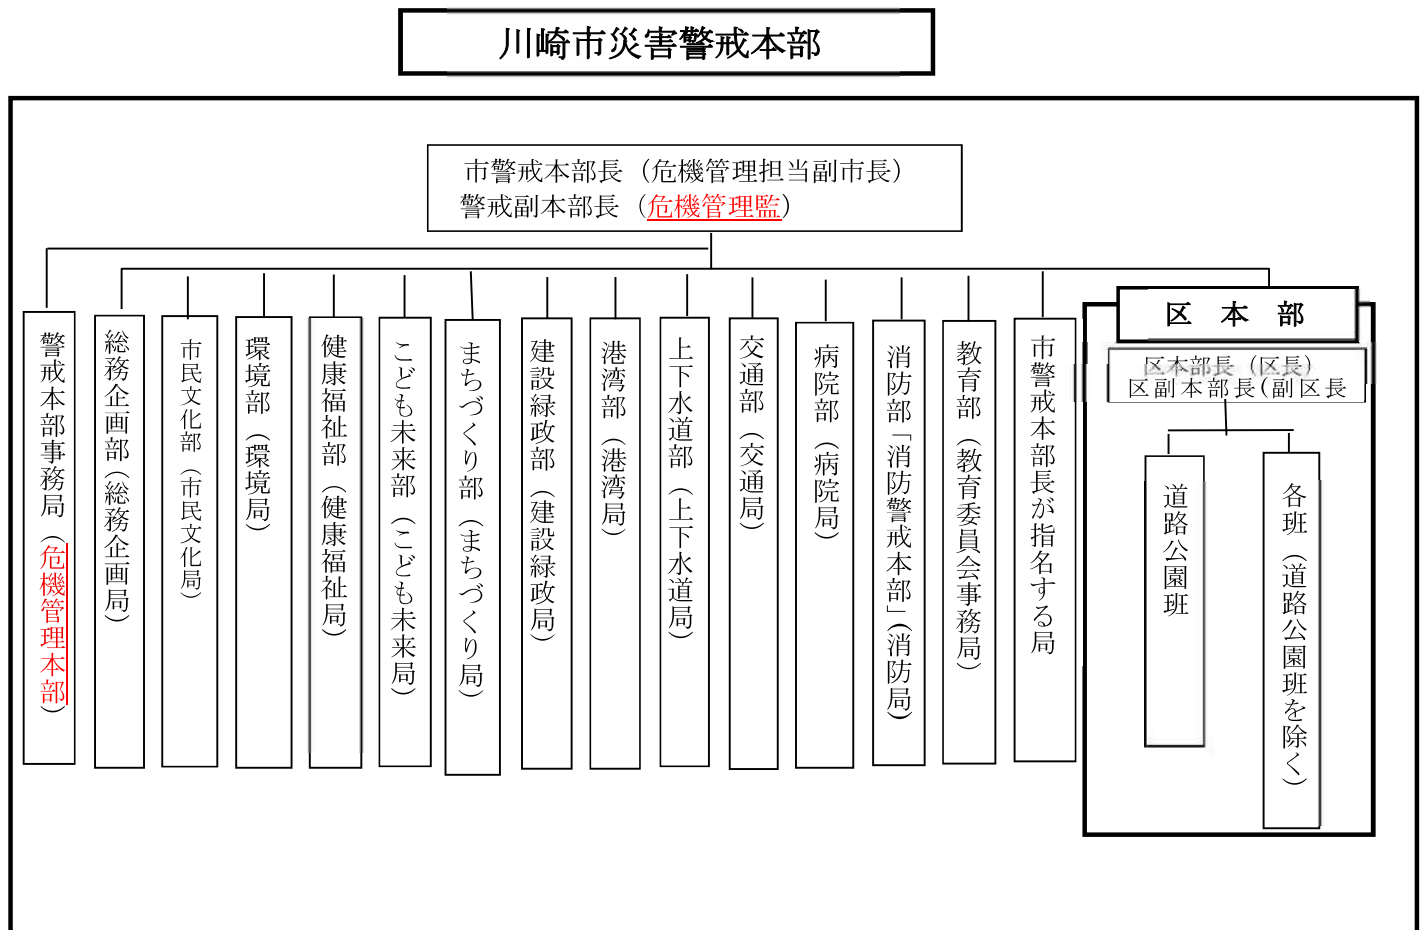 川崎市災害警戒本部
市警戒本部長（危機管理担当副市長）
警戒副本部長（危機管理監）
警戒本部事務局（危機管理本部）
総務企画部（総務企画局）
市民文化部（市民文化局）
環境部（環境局）
健康福祉部（健康福祉局）
こども未来部（こども未来局）
まちづくり部（まちづくり局）
建設緑政部（建設緑政局）
港湾部（港湾局）
上下水道部（上下水道局）
交通部（交通局）
病院部（病院局）
消防部「消防警戒本部」（消防局）
教育部（教育委員会事務局）
市警戒本部長が指名する局
区 本 部
区本部長（区長）
区副本部長（副区長
道路公園班
各班（道路公園班を除く）